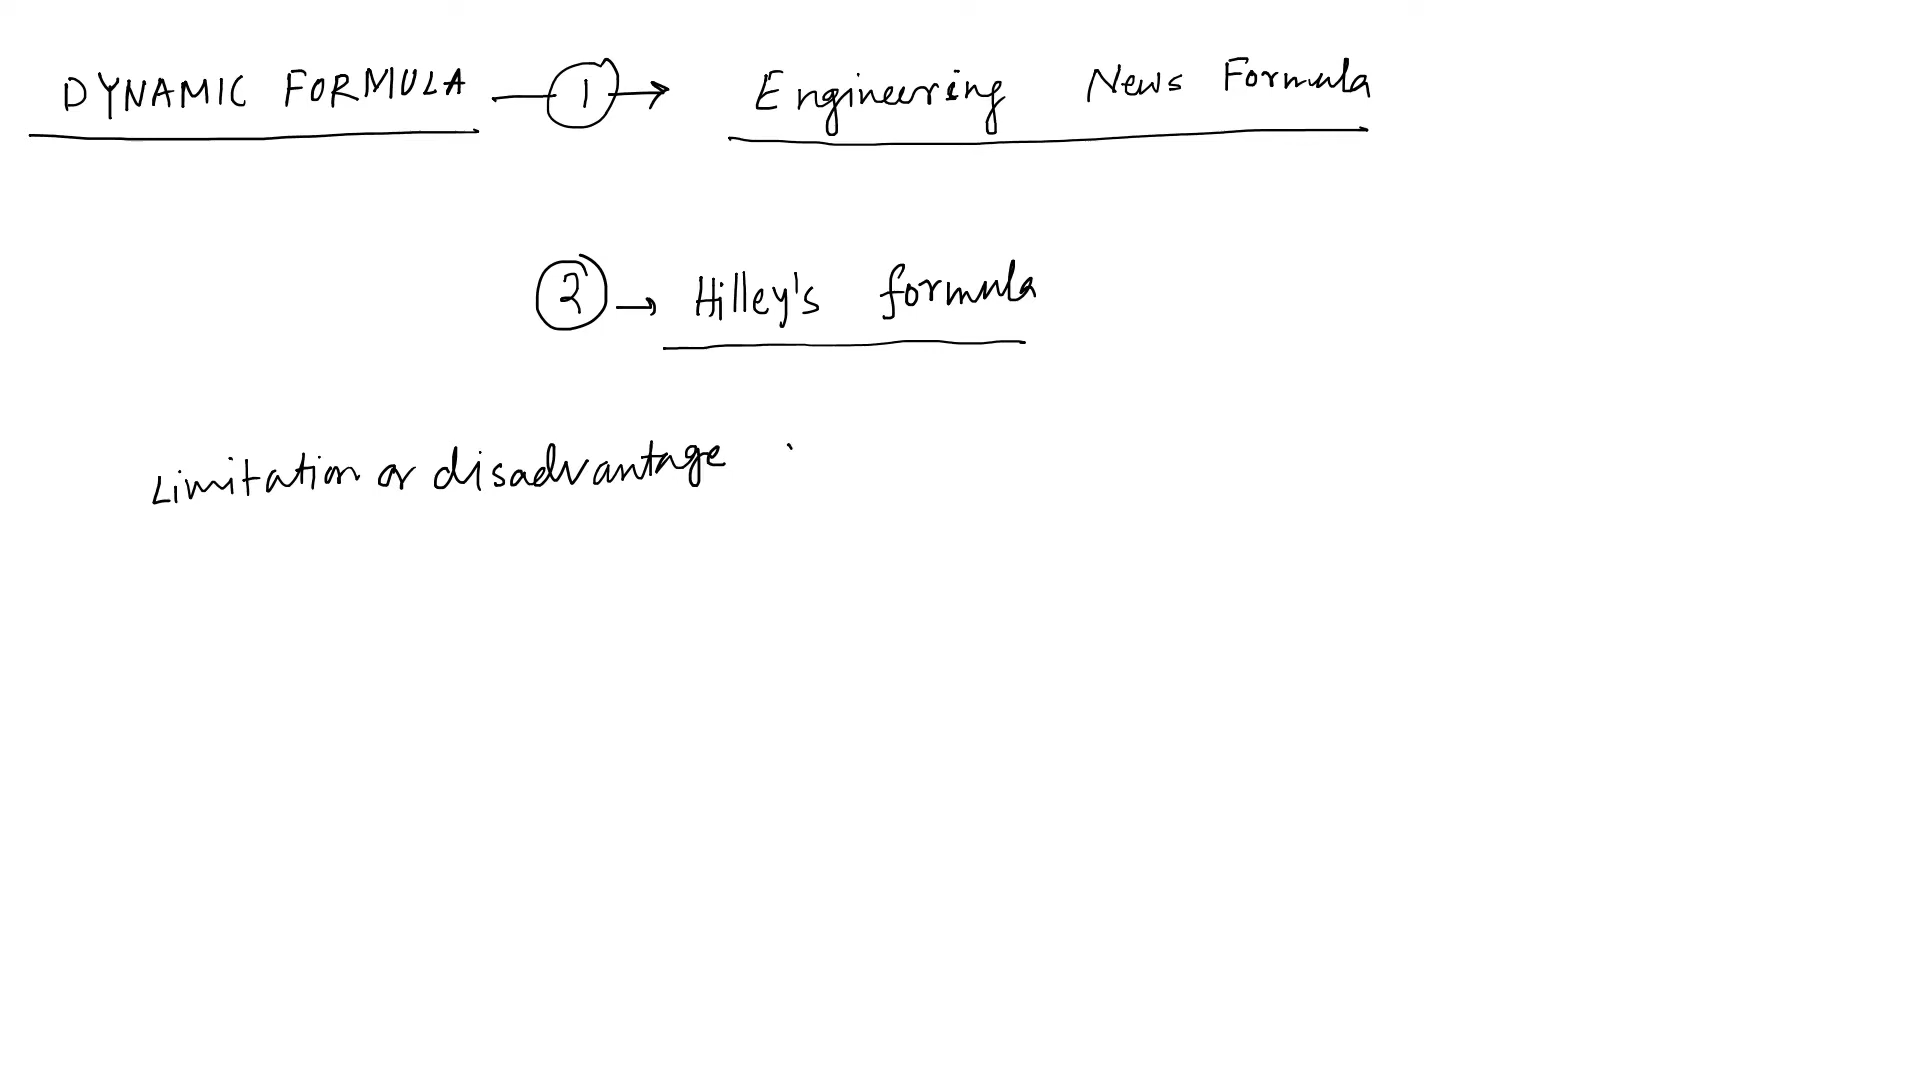 DYNAMIC FORMULA → 1 → Engineering News Formula
2 → Hilley's formula
Limitation or disadvantage